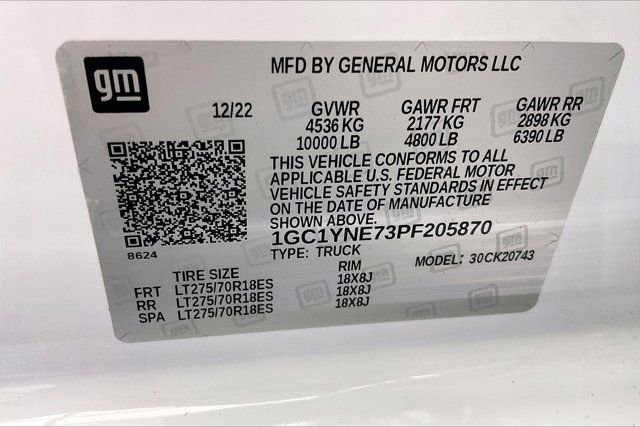 gm
MFD BY GENERAL MOTORS LLC
12/22 GVWR GAWR FRT GAWR RR
4536 KG 2177 KG 2898 KG
10000 LB 4800 LB 6390 LB
THIS VEHICLE CONFORMS TO ALL
APPLICABLE U.S. FEDERAL MOTOR
VEHICLE SAFETY STANDARDS IN EFFECT
ON THE DATE OF MANUFACTURE
SHOWN ABOVE.
1GC1YNE73PF205870
8624 TYPE: TRUCK MODEL: 30CK20743
TIRE SIZE RIM
FRT LT275/70R18ES 18X8J
RR LT275/70R18ES 18X8J
SPA LT275/70R18ES 18X8J